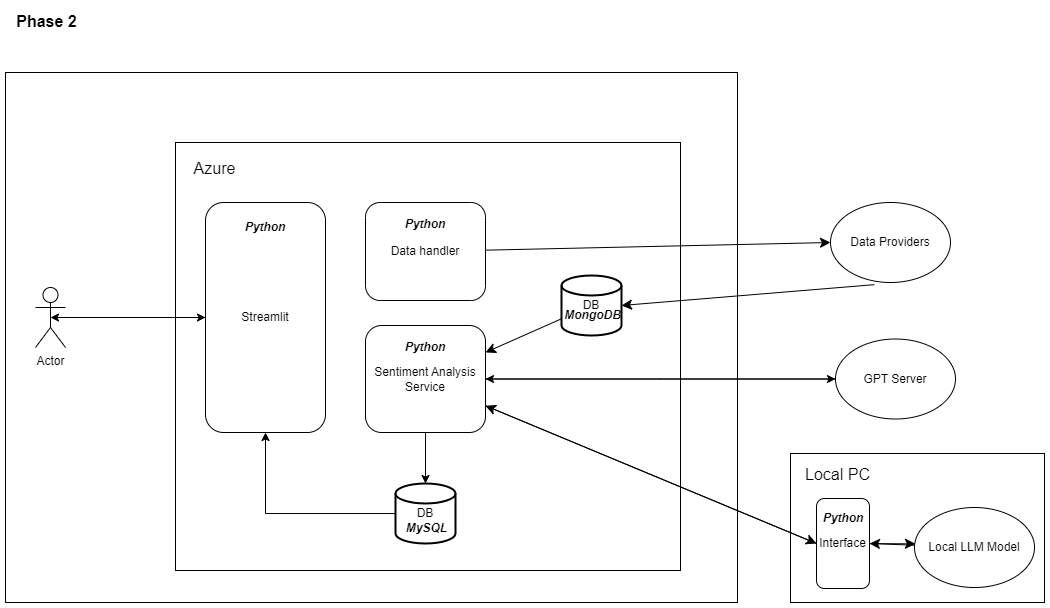 Phase 2
Azure
Python
Streamlit
Python
Data handler
Data Providers
DB
MongoDB
Actor
Python
Sentiment Analysis
Service
GPT Server
DB
MySQL
Local PC
Python
Interface
Local LLM Model